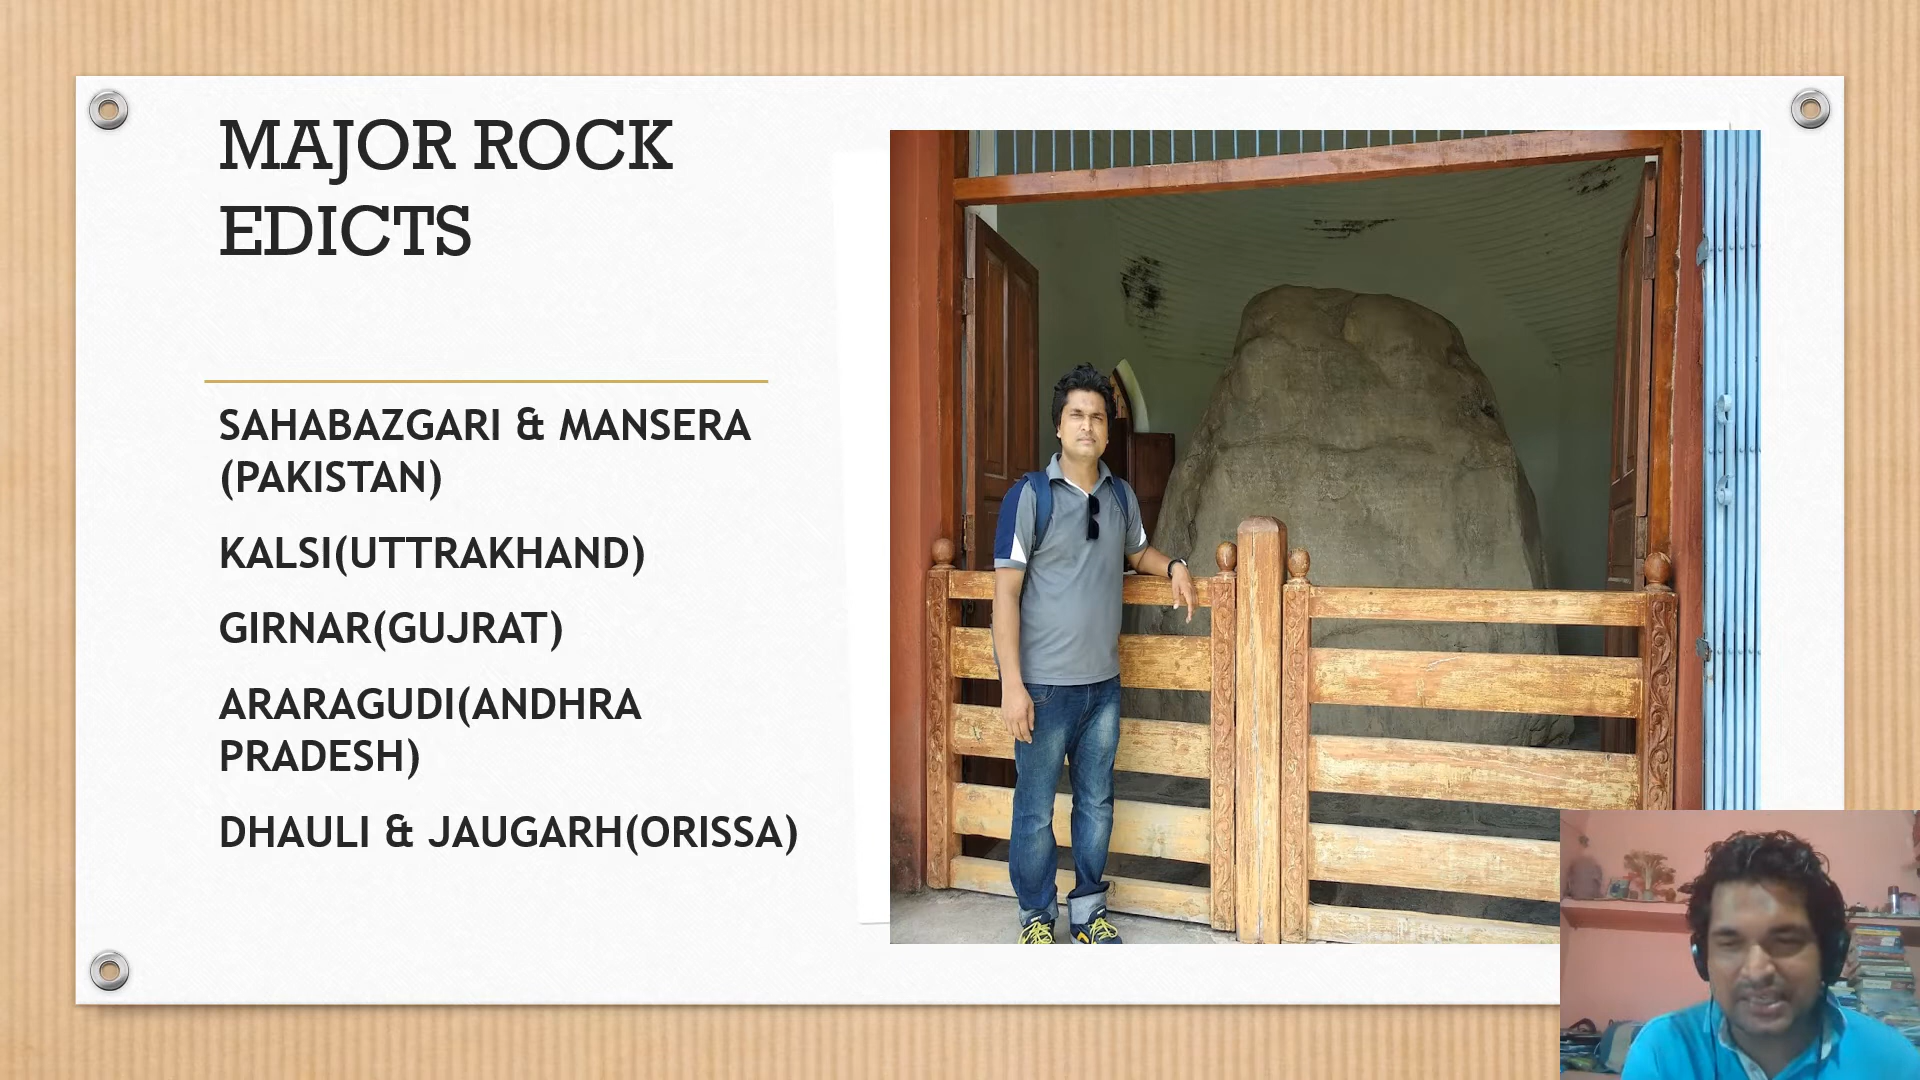 MAJOR ROCK
EDICTS
SAHABAZGARI & MANSERA
(PAKISTAN)
KALSI(UTTRAKHAND)
GIRNAR(GUJRAT)
ARARAGUDI(ANDHRA
PRADESH)
DHAULI & JAUGARH(ORISSA)